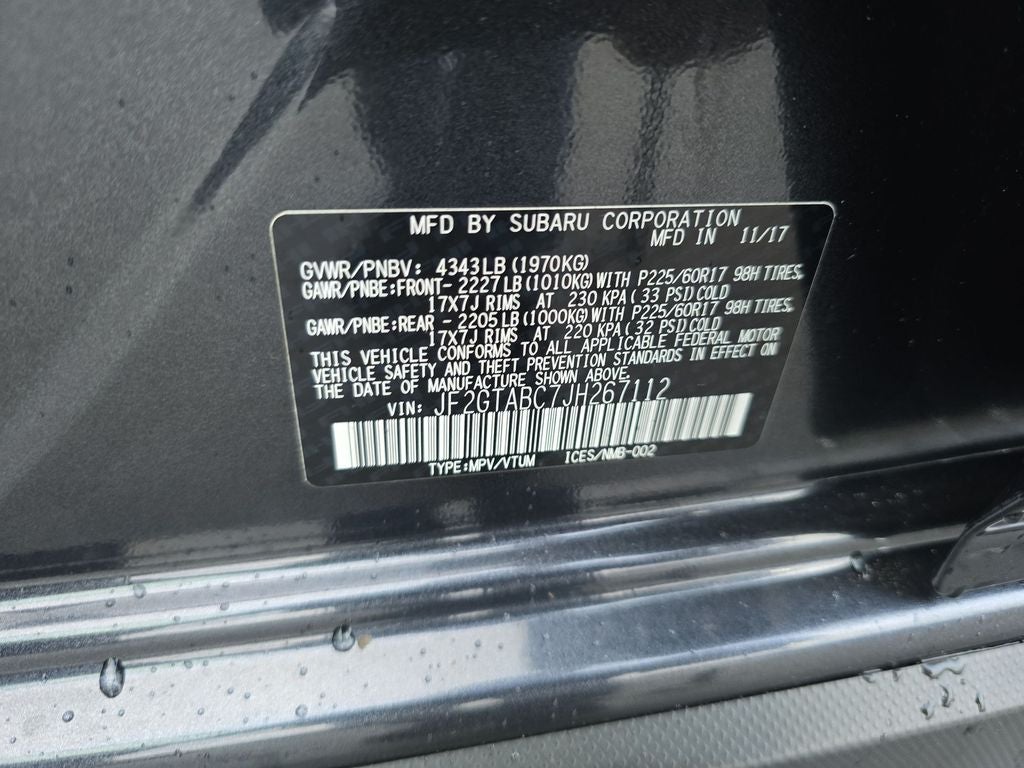 MFD BY SUBARU CORPORATION
MFD IN 11/17
GVWR/PNBV: 4343LB (1970KG)
GAWR/PNBE:FRONT- 2227LB (1010KG) WITH P225/60R17 98H TIRES,
17X7J RIMS AT 230 KPA ( 33 PSI) COLD
GAWR/PNBE:REAR - 2205LB (1000KG) WITH P225/60R17 98H TIRES,
17X7J RIMS AT 220 KPA ( 32 PSI) COLD
THIS VEHICLE CONFORMS TO ALL APPLICABLE FEDERAL MOTOR
VEHICLE SAFETY AND THEFT PREVENTION STANDARDS IN EFFECT ON
THE DATE OF MANUFACTURE SHOWN ABOVE.
VIN: JF2GTABC7JH267112
TYPE:MPV/VTUM ICES/NMB-002